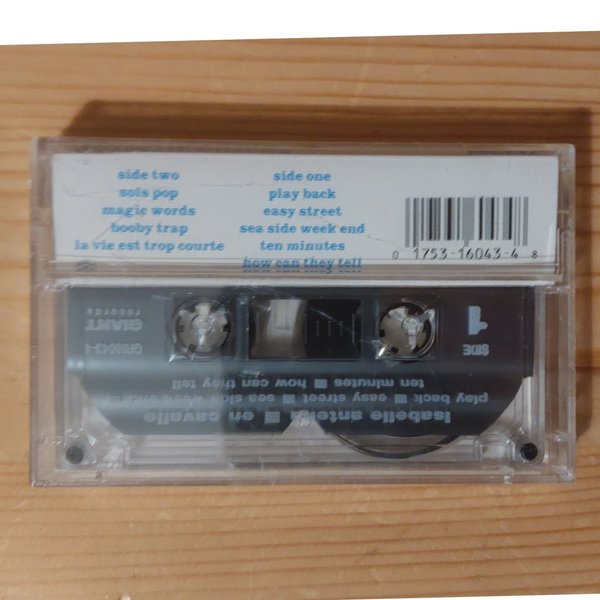 side two
sois pop
magic words
booby trap
la vie est trop courte
side one
play back
easy street
sea side week end
ten minutes
how can they tell
0 1753-16043-4 8
Isabelle antena ■ en cavalle
play back ■ easy street ■ sea side week end
ten minutes ■ how can they tell
SIDE
1
GIANT
records